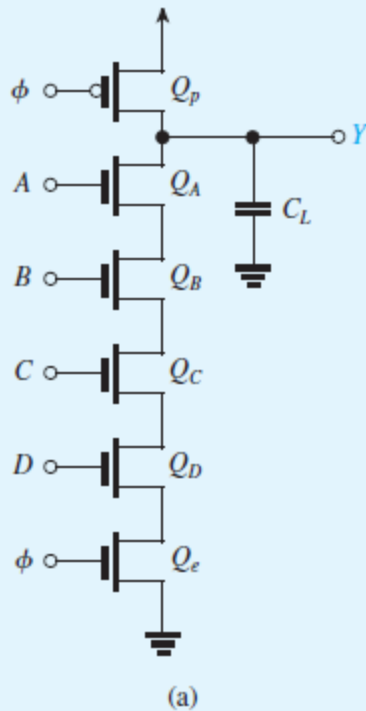 ϕ Q_p
Y
A Q_A
C_L
B Q_B
C Q_C
D Q_D
ϕ Q_e
(a)